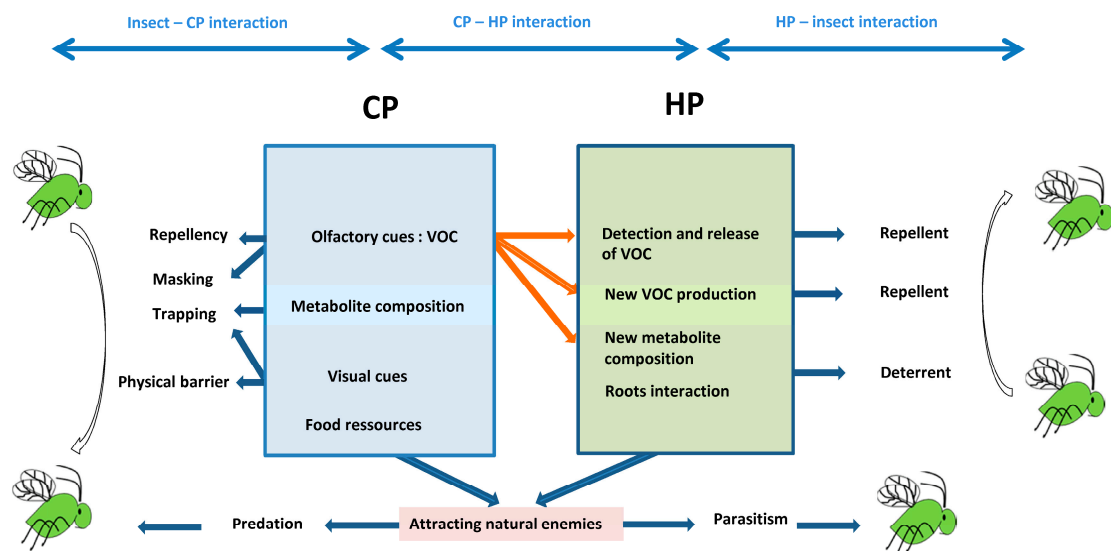 Insect – CP interaction
CP – HP interaction
HP – insect interaction
CP
HP
Repellency
Masking
Trapping
Physical barrier
Olfactory cues : VOC
Metabolite composition
Visual cues
Food ressources
Detection and release
of VOC
New VOC production
New metabolite
composition
Roots interaction
Repellent
Repellent
Deterrent
Predation
Attracting natural enemies
Parasitism